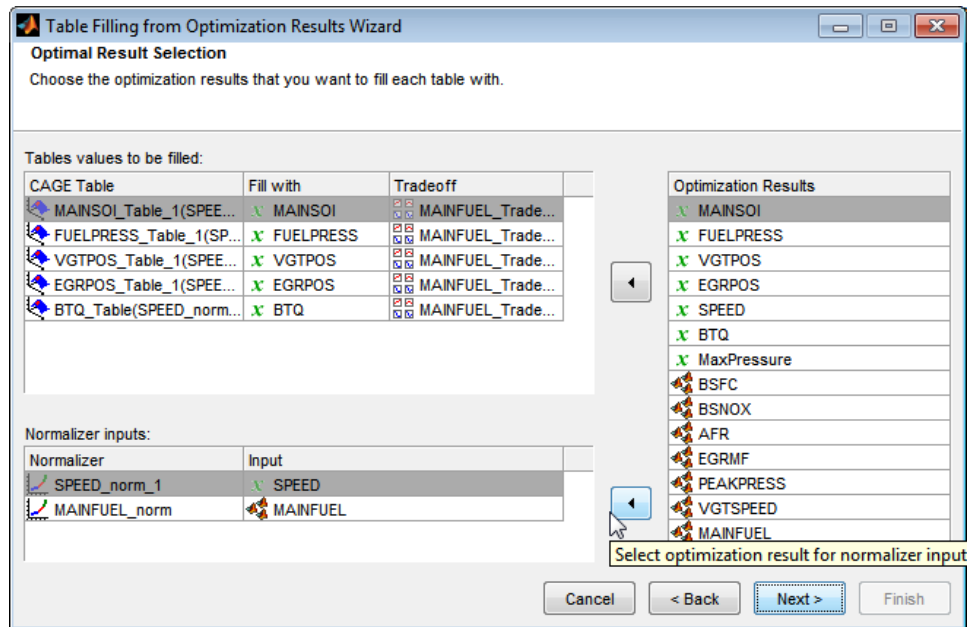 Table Filling from Optimization Results Wizard
Optimal Result Selection
Choose the optimization results that you want to fill each table with.
Tables values to be filled:
CAGE Table Fill with Tradeoff
MAINSOI_Table_1(SPEE... x MAINSOI MAINFUEL_Trade...
FUELPRESS_Table_1(SP... x FUELPRESS MAINFUEL_Trade...
VGTPOS_Table_1(SPEE... x VGTPOS MAINFUEL_Trade...
EGRPOS_Table_1(SPEE... x EGRPOS MAINFUEL_Trade...
BTQ_Table(SPEED_norm... x BTQ MAINFUEL_Trade...
Optimization Results
x MAINSOI
x FUELPRESS
x VGTPOS
x EGRPOS
x SPEED
x BTQ
x MaxPressure
BSFC
BSNOX
AFR
EGRMF
PEAKPRESS
VGTSPEED
MAINFUEL
Normalizer inputs:
Normalizer Input
SPEED_norm_1 x SPEED
MAINFUEL_norm MAINFUEL
Select optimization result for normalizer input
Cancel < Back Next > Finish